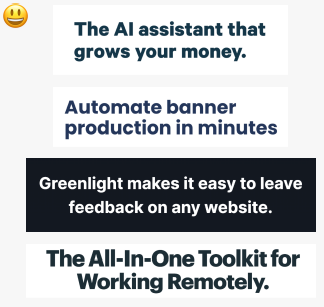 The AI assistant that
grows your money.
Automate banner
production in minutes
Greenlight makes it easy to leave
feedback on any website.
The All-In-One Toolkit for
Working Remotely.